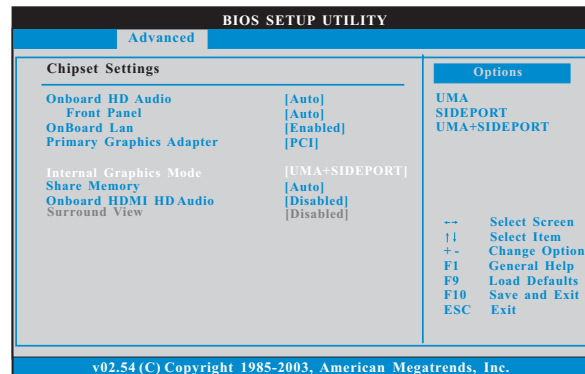 BIOS SETUP UTILITY
Advanced
Chipset Settings
Onboard HD Audio [Auto]
Front Panel [Auto]
OnBoard Lan [Enabled]
Primary Graphics Adapter [PCI]
Internal Graphics Mode [UMA+SIDEPORT]
Share Memory [Auto]
Onboard HDMI HD Audio [Disabled]
Surround View [Disabled]
Options
UMA
SIDEPORT
UMA+SIDEPORT
←→ Select Screen
↑↓ Select Item
+ - Change Option
F1 General Help
F9 Load Defaults
F10 Save and Exit
ESC Exit
v02.54 (C) Copyright 1985-2003, American Megatrends, Inc.